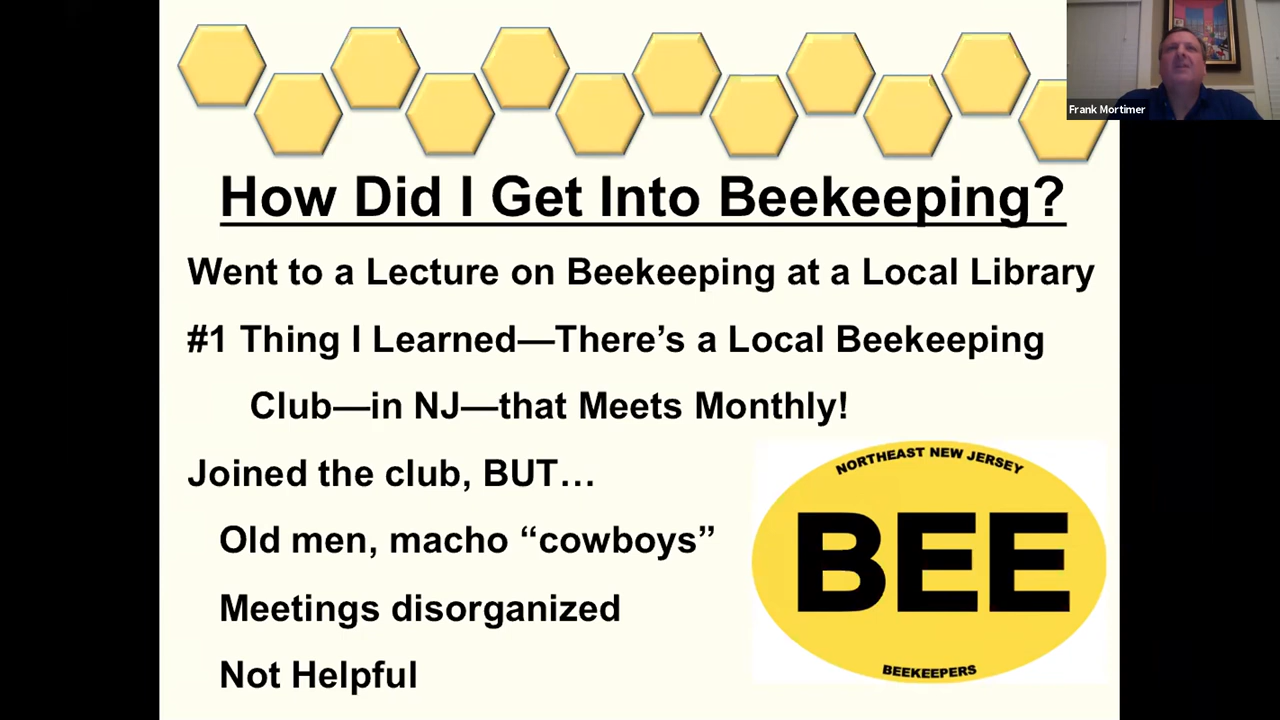 Frank Mortimer
How Did I Get Into Beekeeping?
Went to a Lecture on Beekeeping at a Local Library
#1 Thing I Learned—There’s a Local Beekeeping
Club—in NJ—that Meets Monthly!
Joined the club, BUT…
Old men, macho “cowboys”
Meetings disorganized
Not Helpful
NORTHEAST NEW JERSEY
BEE
BEEKEEPERS